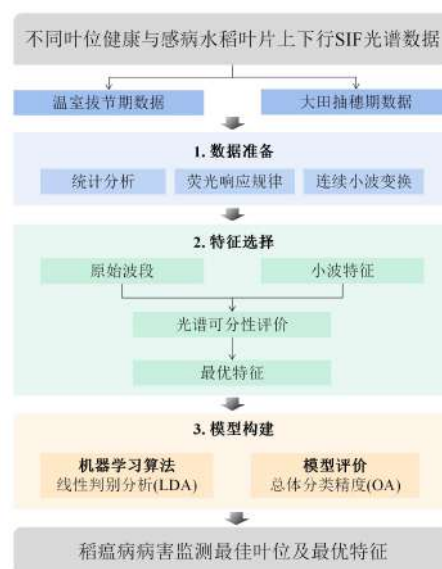 不同叶位健康与感病水稻叶片上下行SIF光谱数据
温室拔节期数据
大田抽穗期数据
1. 数据准备
统计分析
荧光响应规律
连续小波变换
2. 特征选择
原始波段
小波特征
光谱可分性评价
最优特征
3. 模型构建
机器学习算法
线性判别分析(LDA)
模型评价
总体分类精度(OA)
稻瘟病病害监测最佳叶位及最优特征